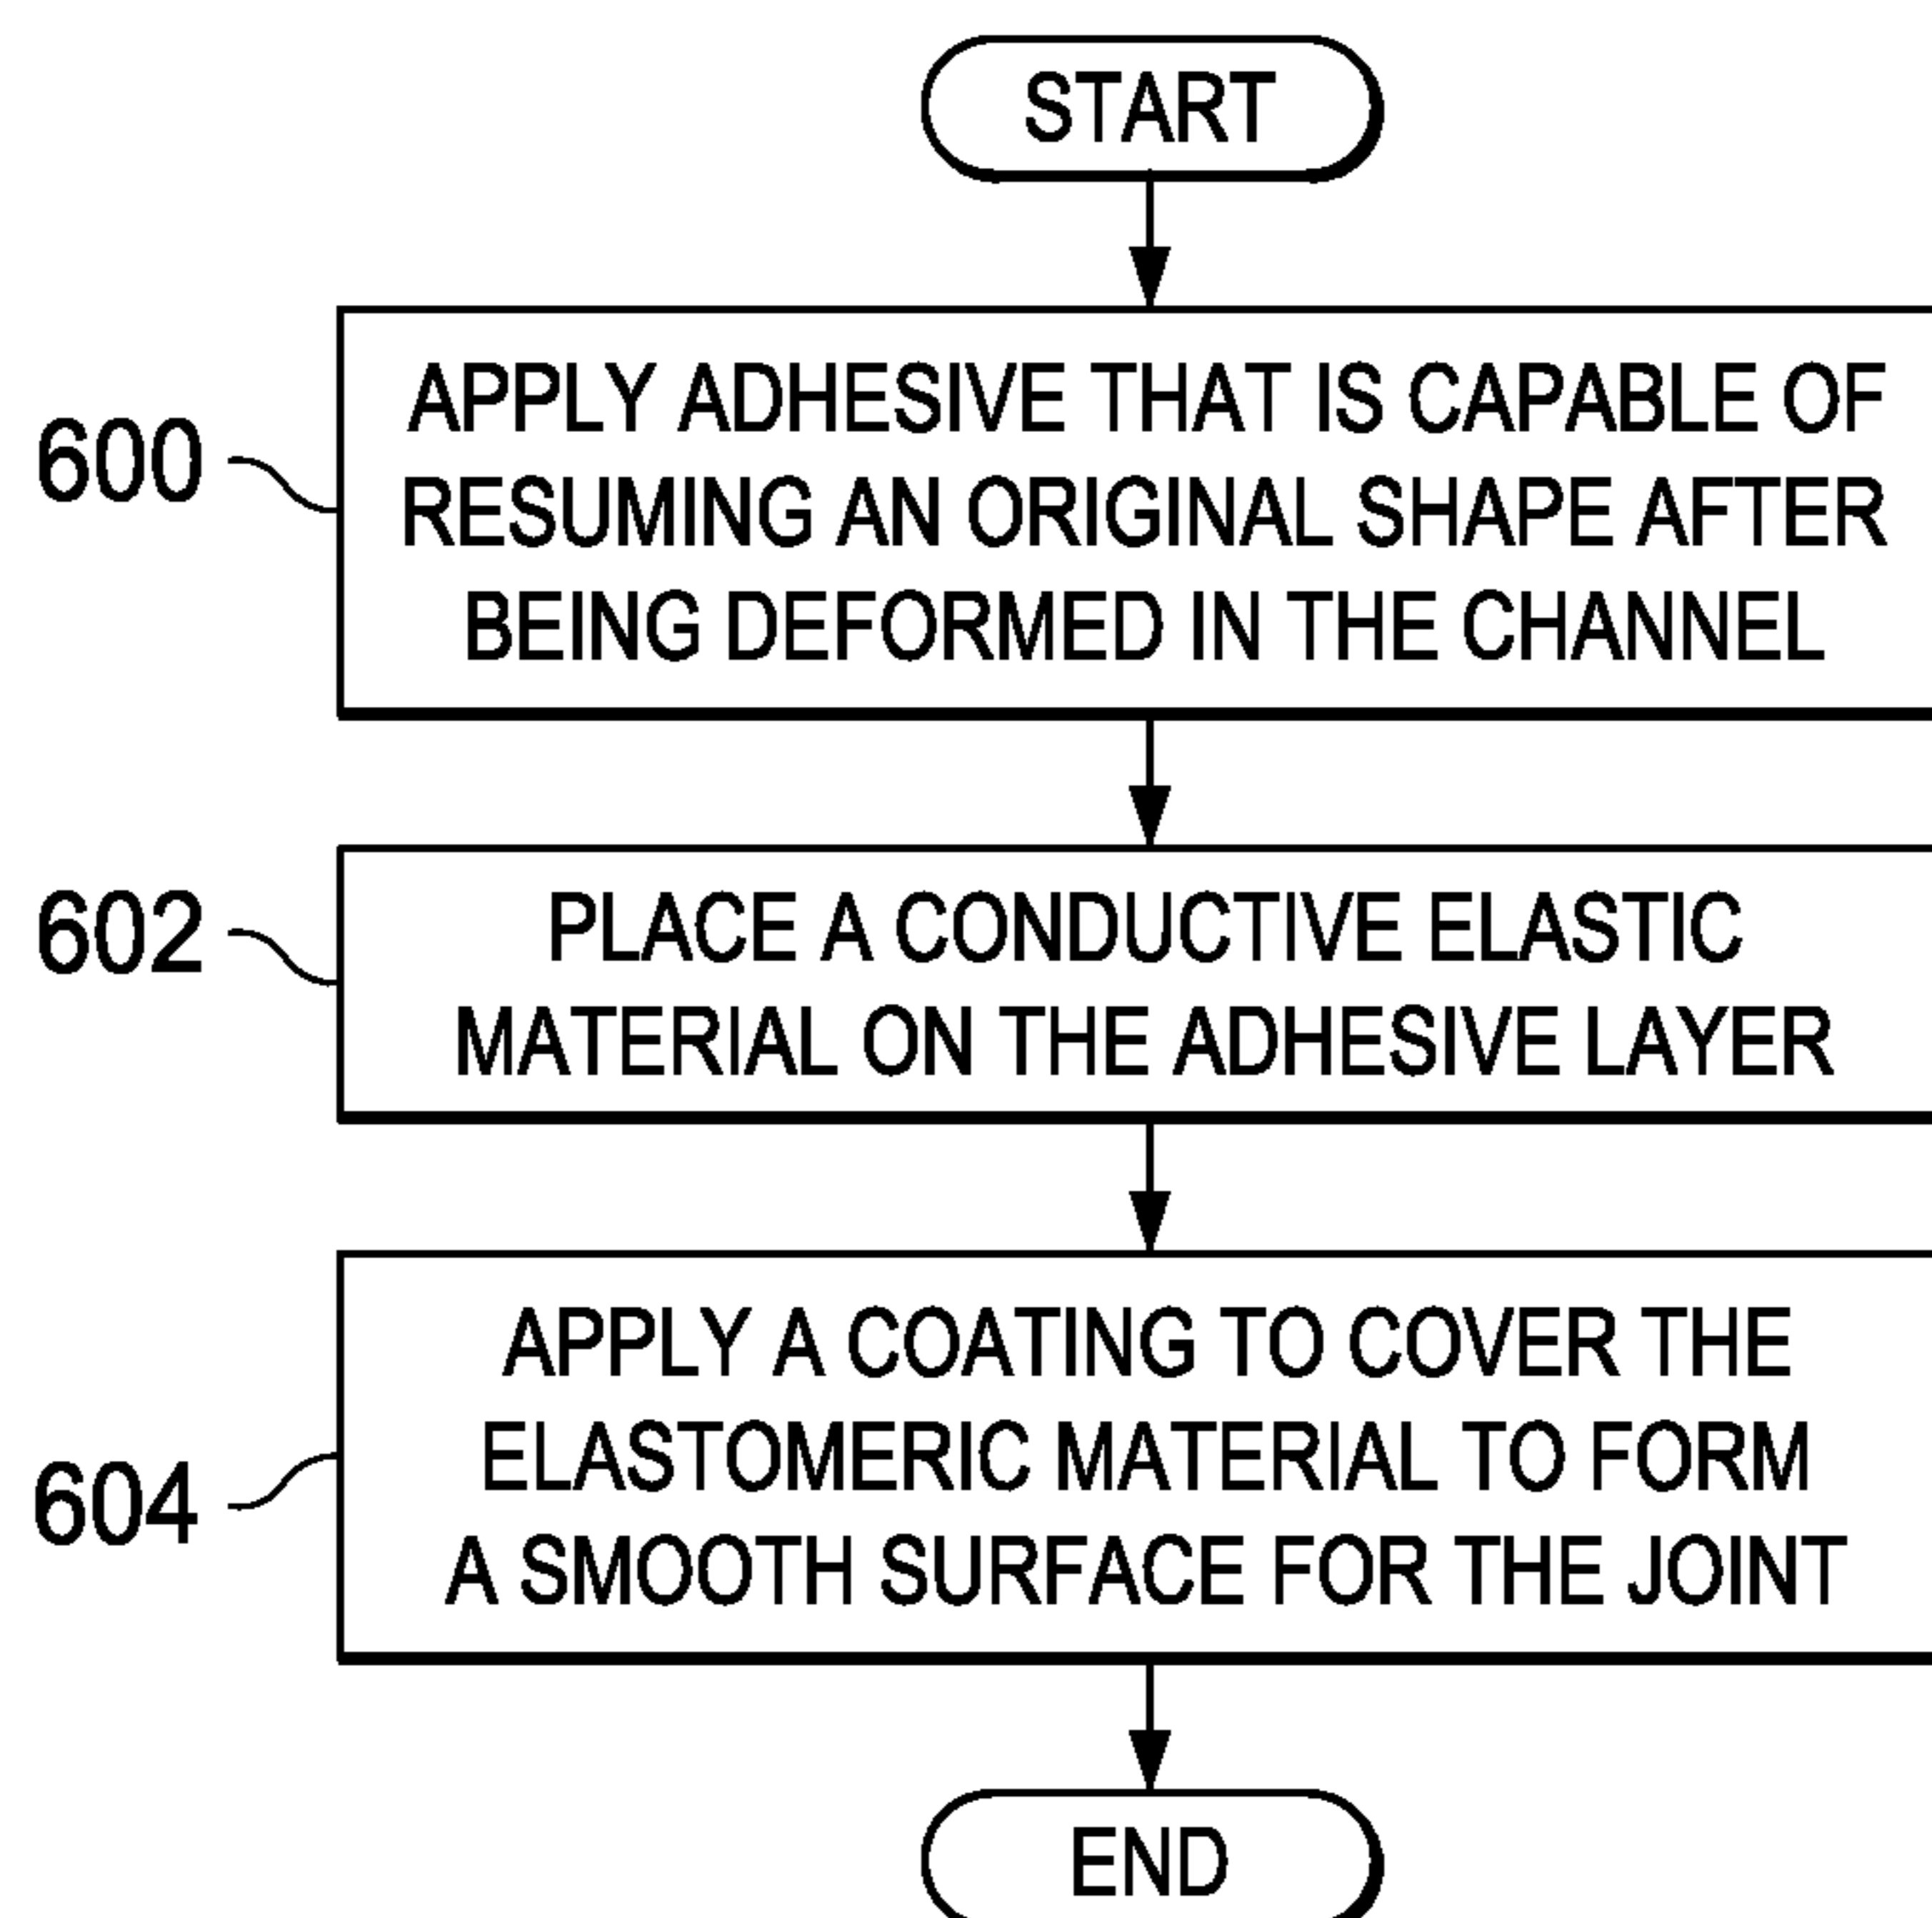 START
600
APPLY ADHESIVE THAT IS CAPABLE OF
RESUMING AN ORIGINAL SHAPE AFTER
BEING DEFORMED IN THE CHANNEL
602
PLACE A CONDUCTIVE ELASTIC
MATERIAL ON THE ADHESIVE LAYER
604
APPLY A COATING TO COVER THE
ELASTOMERIC MATERIAL TO FORM
A SMOOTH SURFACE FOR THE JOINT
END